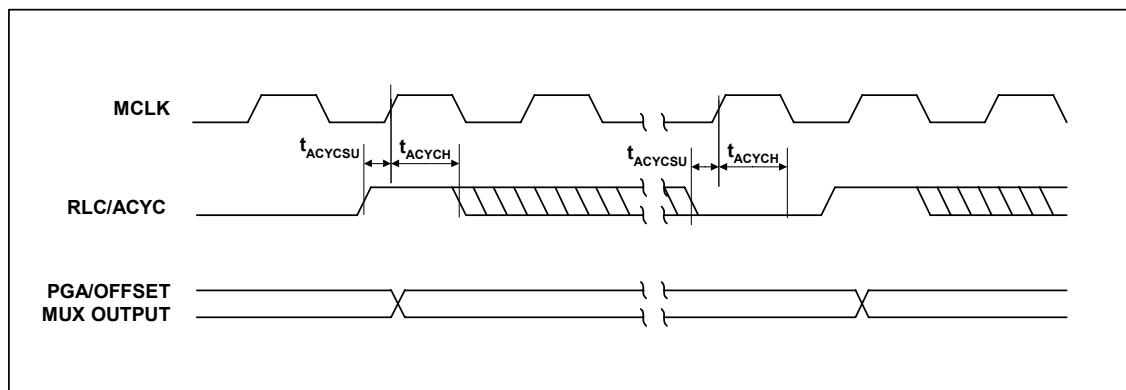 MCLK
tACYCSU tACYCH tACYCSU tACYCH
RLC/ACYC
PGA/OFFSET
MUX OUTPUT